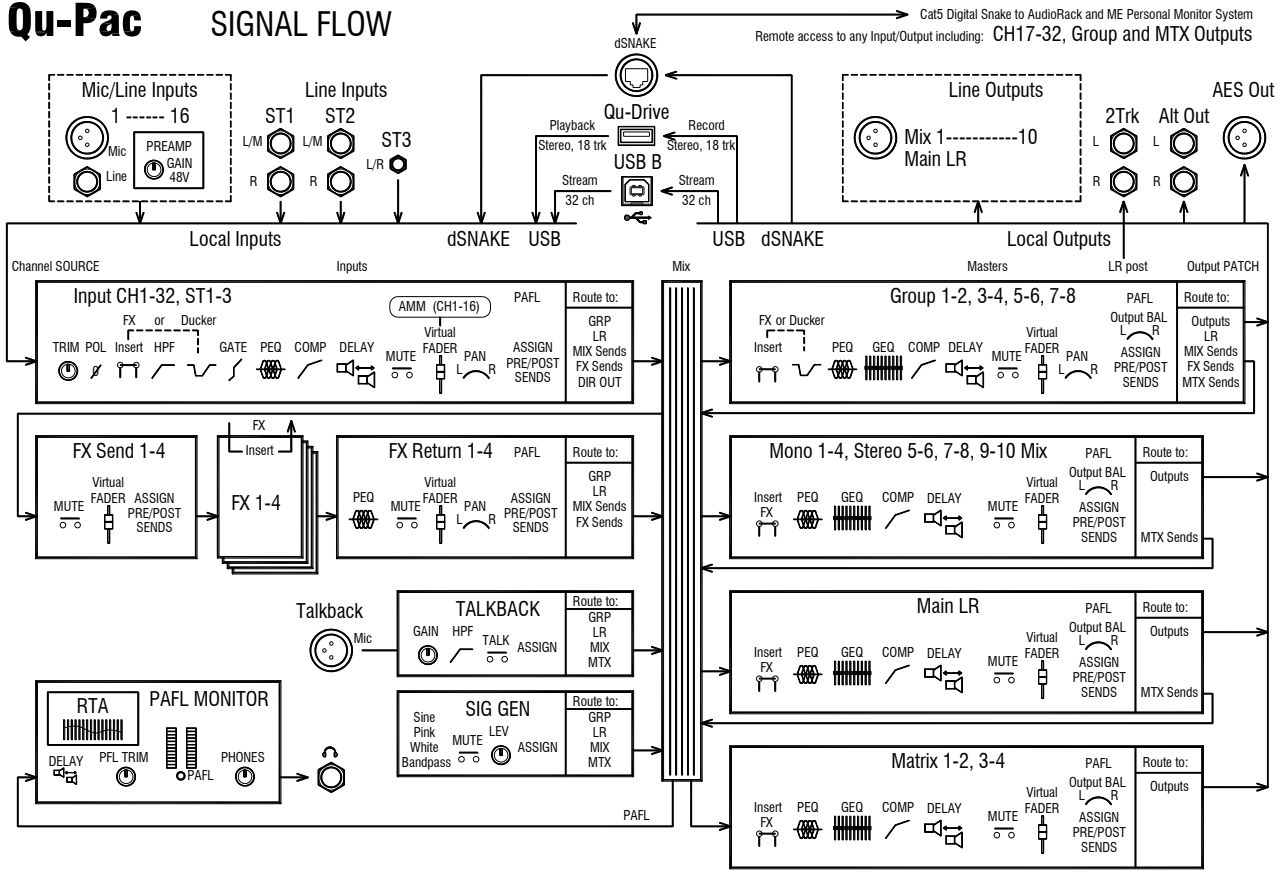 Qu-Pac SIGNAL FLOW
Cat5 Digital Snake to AudioRack and ME Personal Monitor System
Remote access to any Input/Output including: CH17-32, Group and MTX Outputs
dSNAKE
Mic/Line Inputs
1 ------ 16
Mic
Line
PREAMP
GAIN
48V
Line Inputs
ST1
ST2
ST3
L/M
L/M
L/R
R
R
Qu-Drive
Playback
Stereo, 18 trk
Record
Stereo, 18 trk
USB B
Stream
32 ch
Stream
32 ch
Line Outputs
Mix 1-----------10
Main LR
2Trk
L
R
Alt Out
L
R
AES Out
Local Inputs
dSNAKE
USB
USB
dSNAKE
Local Outputs
Channel SOURCE
Inputs
Mix
Masters
LR post
Output PATCH
Input CH1-32, ST1-3
AMM (CH1-16)
PAFL
FX or Ducker
TRIM
POL
Insert
HPF
GATE
PEQ
COMP
DELAY
MUTE
Virtual
FADER
PAN
L
R
ASSIGN
PRE/POST
SENDS
Route to:
GRP
LR
MIX Sends
FX Sends
DIR OUT
Group 1-2, 3-4, 5-6, 7-8
FX or Ducker
Insert
PEQ
GEQ
COMP
DELAY
MUTE
Virtual
FADER
PAN
L
R
PAFL
Output BAL
L
R
ASSIGN
PRE/POST
SENDS
Route to:
Outputs
LR
MIX Sends
FX Sends
MTX Sends
FX Send 1-4
MUTE
Virtual
FADER
ASSIGN
PRE/POST
SENDS
FX
Insert
FX 1-4
FX Return 1-4
PAFL
PEQ
MUTE
Virtual
FADER
PAN
L
R
ASSIGN
PRE/POST
SENDS
Route to:
GRP
LR
MIX Sends
FX Sends
Mono 1-4, Stereo 5-6, 7-8, 9-10 Mix
Insert
FX
PEQ
GEQ
COMP
DELAY
MUTE
Virtual
FADER
PAFL
Output BAL
L
R
ASSIGN
PRE/POST
SENDS
Route to:
Outputs
MTX Sends
Talkback
Mic
TALKBACK
GAIN
HPF
TALK
ASSIGN
Route to:
GRP
LR
MIX
MTX
Main LR
Insert
FX
PEQ
GEQ
COMP
DELAY
MUTE
Virtual
FADER
PAFL
Output BAL
L
R
ASSIGN
PRE/POST
SENDS
Route to:
Outputs
MTX Sends
RTA
PAFL MONITOR
DELAY
PFL TRIM
PAFL
PHONES
SIG GEN
Sine
Pink
White
Bandpass
MUTE
LEV
ASSIGN
Route to:
GRP
LR
MIX
MTX
PAFL
Matrix 1-2, 3-4
Insert
FX
PEQ
GEQ
COMP
DELAY
MUTE
Virtual
FADER
PAFL
Output BAL
L
R
ASSIGN
PRE/POST
SENDS
Route to:
Outputs